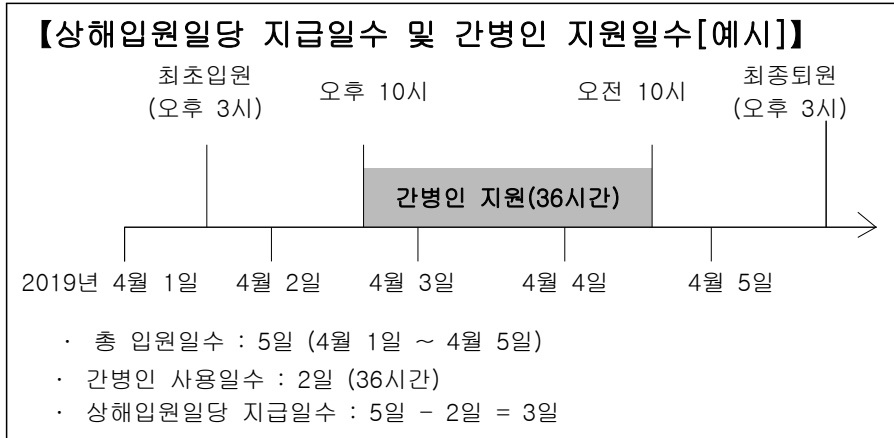 【상해입원일당 지급일수 및 간병인 지원일수[예시]】
최초입원
(오후 3시)
오후 10시
오전 10시
최종퇴원
(오후 3시)
간병인 지원(36시간)
2019년 4월 1일 4월 2일 4월 3일 4월 4일 4월 5일
· 총 입원일수 : 5일 (4월 1일 ~ 4월 5일)
· 간병인 사용일수 : 2일 (36시간)
· 상해입원일당 지급일수 : 5일 - 2일 = 3일